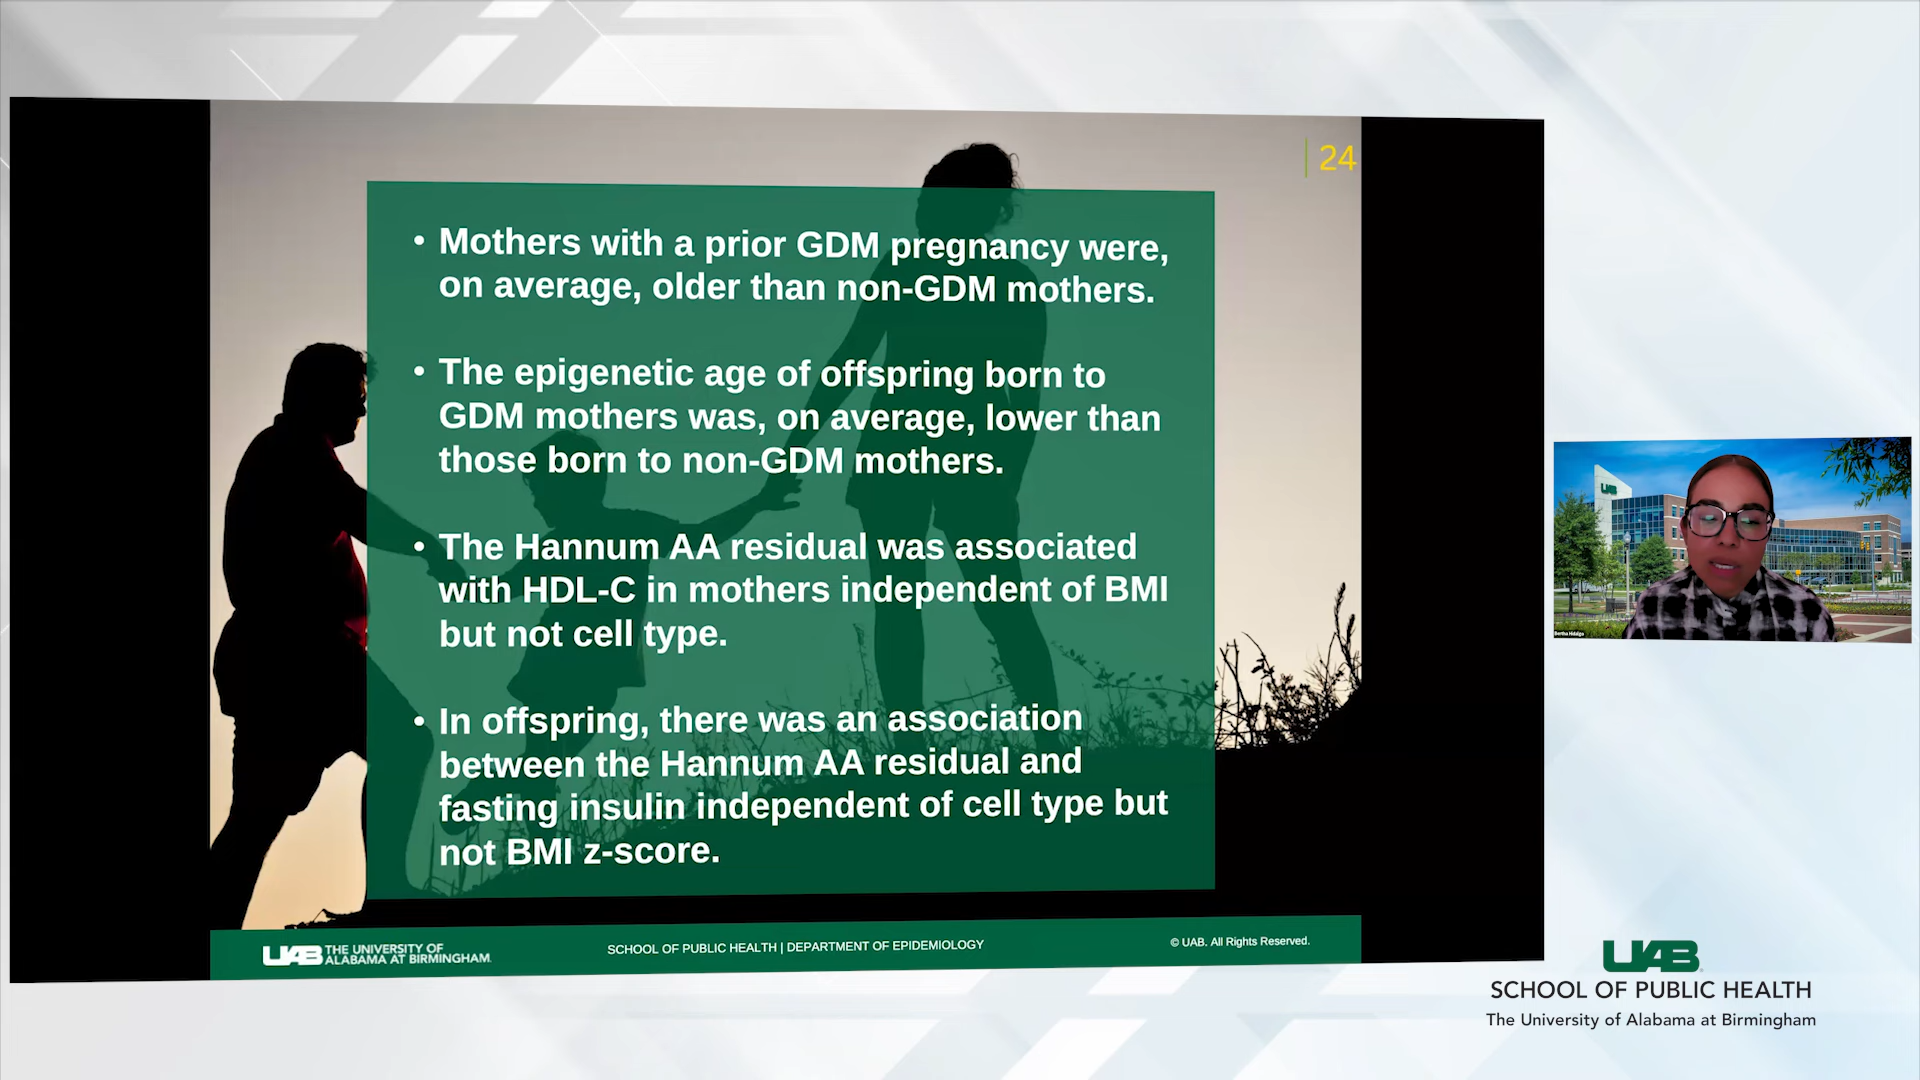 24
• Mothers with a prior GDM pregnancy were,
on average, older than non-GDM mothers.
• The epigenetic age of offspring born to
GDM mothers was, on average, lower than
those born to non-GDM mothers.
• The Hannum AA residual was associated
with HDL-C in mothers independent of BMI
but not cell type.
• In offspring, there was an association
between the Hannum AA residual and
fasting insulin independent of cell type but
not BMI z-score.
UAB THE UNIVERSITY OF
ALABAMA AT BIRMINGHAM
SCHOOL OF PUBLIC HEALTH | DEPARTMENT OF EPIDEMIOLOGY
© UAB. All Rights Reserved.
UAB
Bertha Hidalgo
UAB
SCHOOL OF PUBLIC HEALTH
The University of Alabama at Birmingham